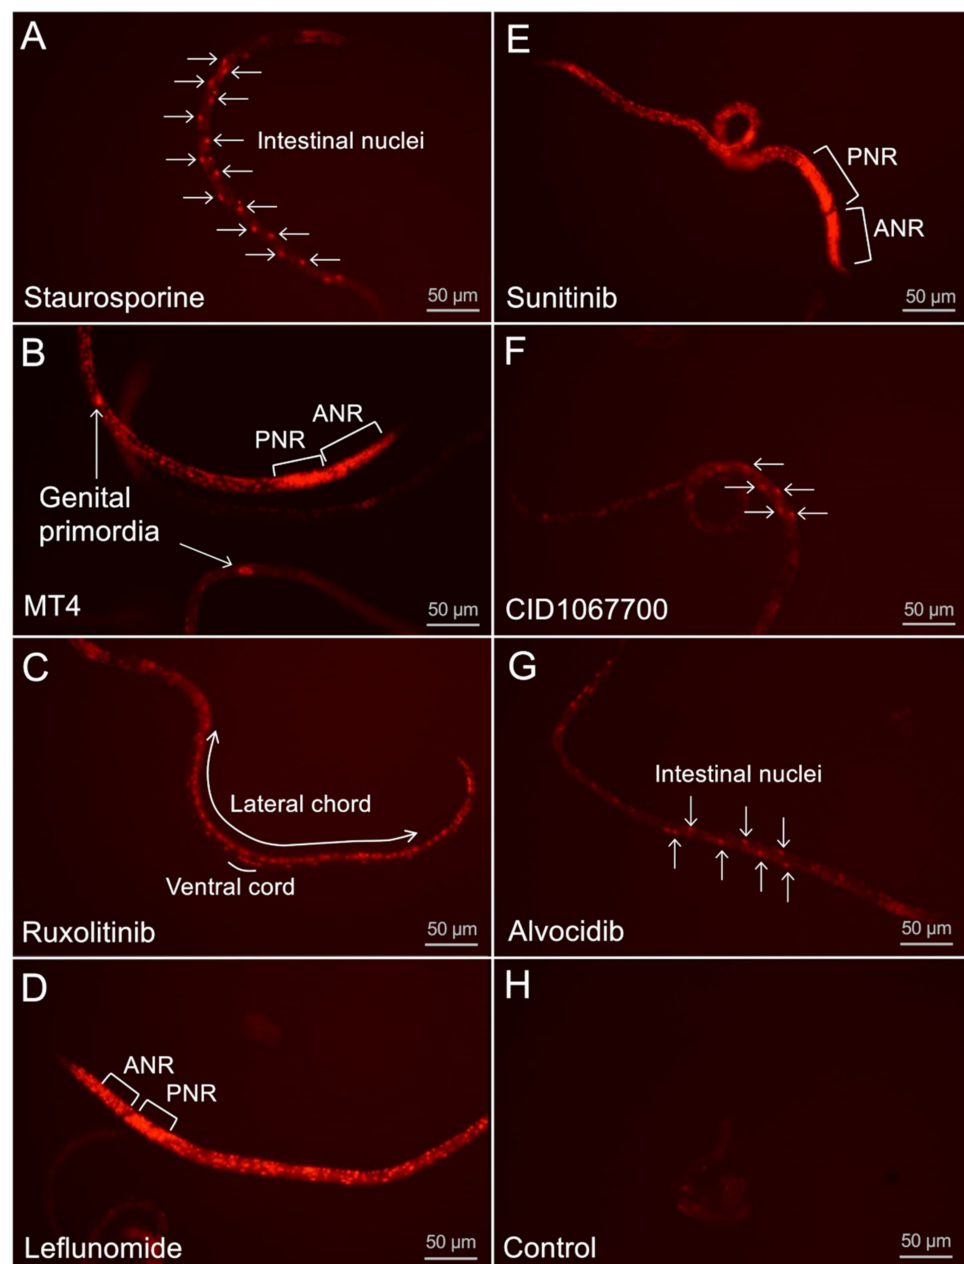 A
Intestinal nuclei
Staurosporine
50 µm
B
ANR
PNR
Genital
primordia
MT4
50 µm
C
Lateral chord
Ventral cord
Ruxolitinib
50 µm
D
ANR
PNR
Leflunomide
50 µm
E
PNR
ANR
Sunitinib
50 µm
F
CID1067700
50 µm
G
Intestinal nuclei
Alvocidib
50 µm
H
Control
50 µm